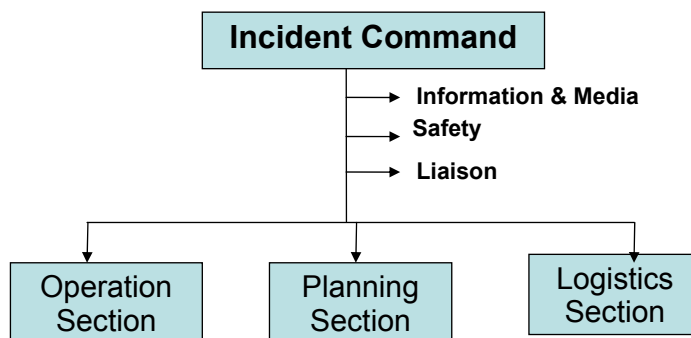 Incident Command
Information & Media
Safety
Liaison
Operation
Section
Planning
Section
Logistics
Section